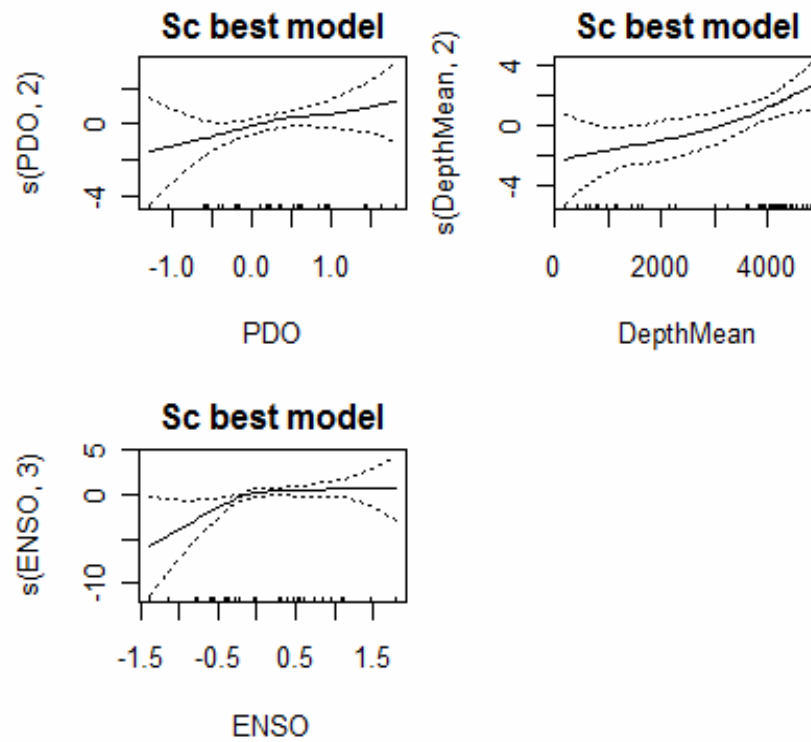 Sc best model
s(PDO, 2)
0
-4
-1.0 0.0 1.0
PDO
Sc best model
s(DepthMean, 2)
4
0
-4
0 2000 4000
DepthMean
Sc best model
s(ENSO, 3)
5
0
-10
-1.5 -0.5 0.5 1.5
ENSO